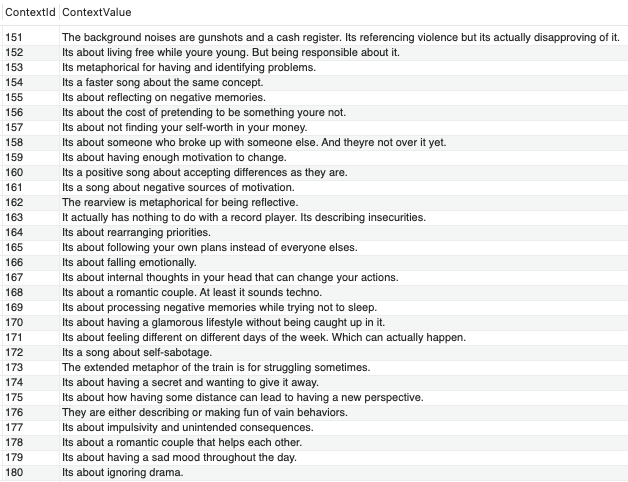 ContextId ContextValue
151 The background noises are gunshots and a cash register. Its referencing violence but its actually disapproving of it.
152 Its about living free while youre young. But being responsible about it.
153 Its metaphorical for having and identifying problems.
154 Its a faster song about the same concept.
155 Its about reflecting on negative memories.
156 Its about the cost of pretending to be something youre not.
157 Its about not finding your self-worth in your money.
158 Its about someone who broke up with someone else. And theyre not over it yet.
159 Its about having enough motivation to change.
160 Its a positive song about accepting differences as they are.
161 Its a song about negative sources of motivation.
162 The rearview is metaphorical for being reflective.
163 It actually has nothing to do with a record player. Its describing insecurities.
164 Its about rearranging priorities.
165 Its about following your own plans instead of everyone elses.
166 Its about falling emotionally.
167 Its about internal thoughts in your head that can change your actions.
168 Its about a romantic couple. At least it sounds techno.
169 Its about processing negative memories while trying not to sleep.
170 Its about having a glamorous lifestyle without being caught up in it.
171 Its about feeling different on different days of the week. Which can actually happen.
172 Its a song about self-sabotage.
173 The extended metaphor of the train is for struggling sometimes.
174 Its about having a secret and wanting to give it away.
175 Its about how having some distance can lead to having a new perspective.
176 They are either describing or making fun of vain behaviors.
177 Its about impulsivity and unintended consequences.
178 Its about a romantic couple that helps each other.
179 Its about having a sad mood throughout the day.
180 Its about ignoring drama.